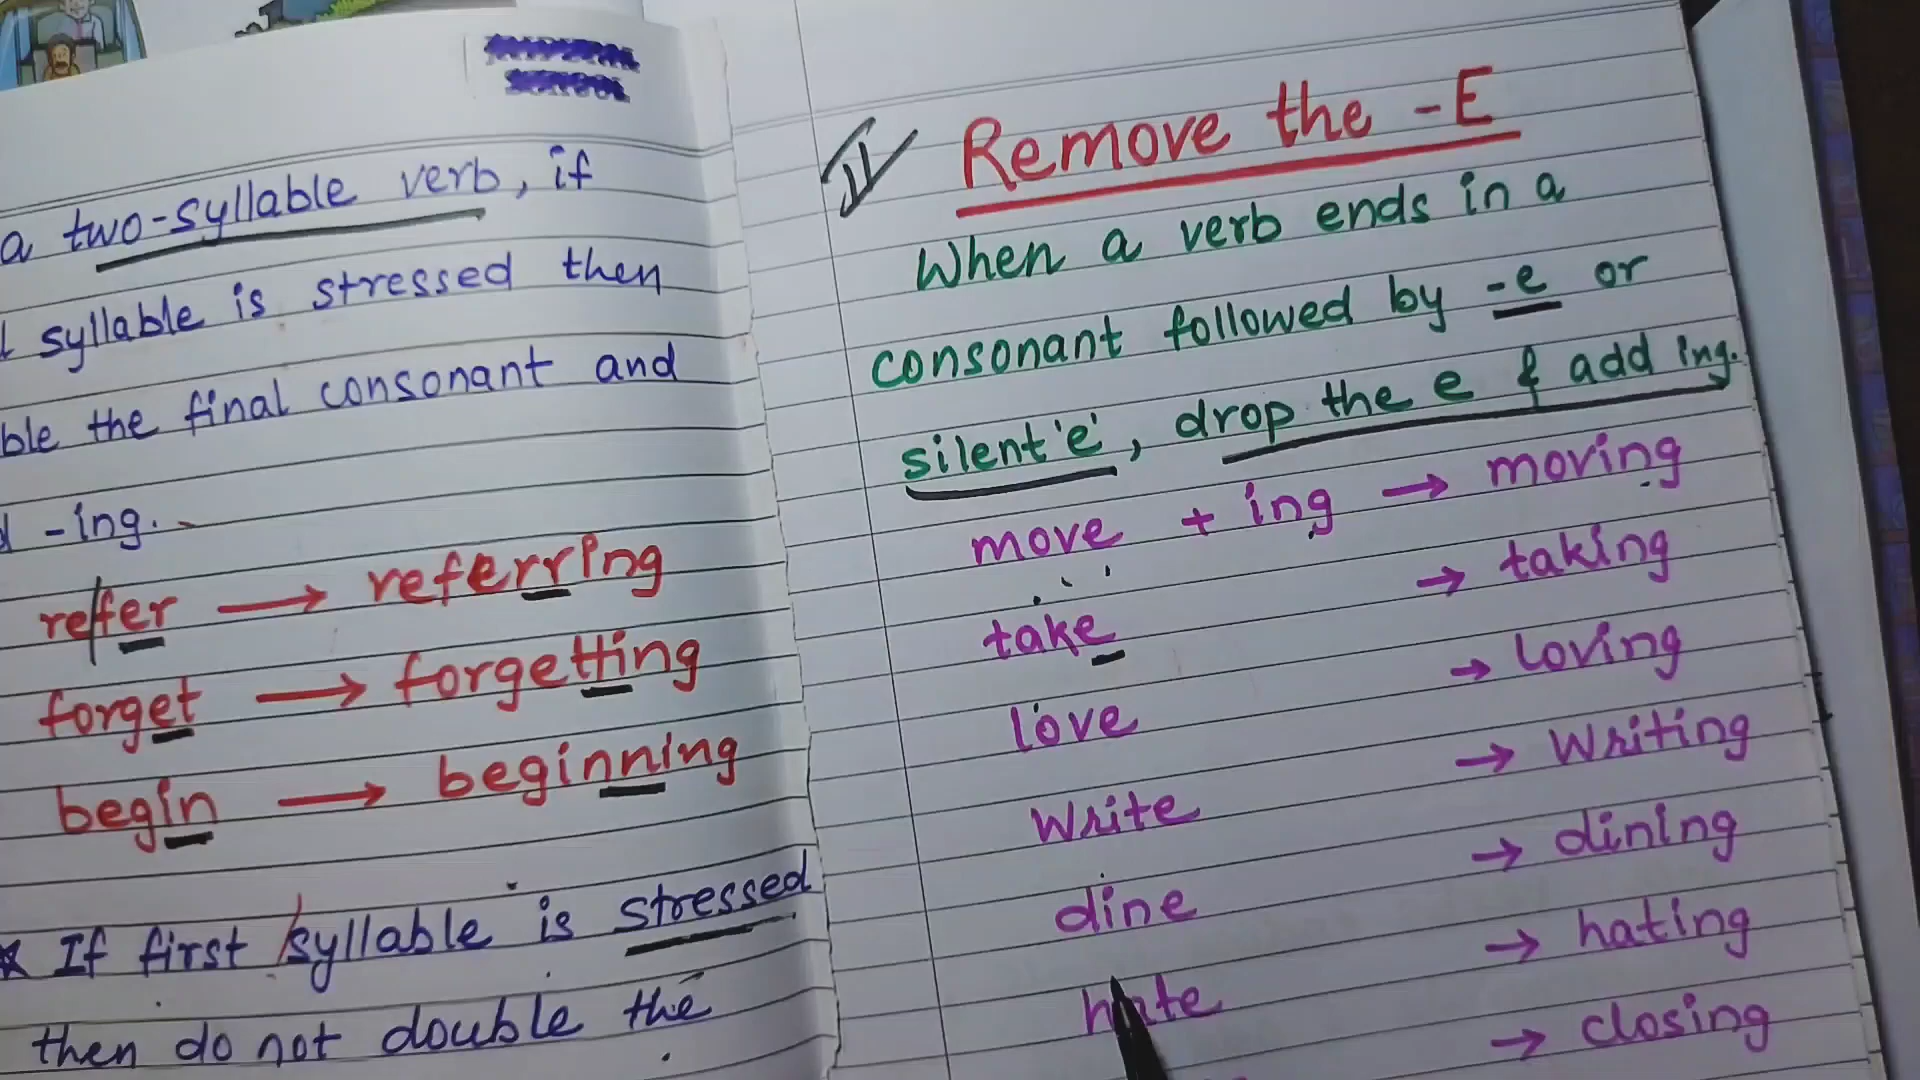 a two-syllable verb, if
syllable is stressed then
ble the final consonant and
-ing.
refer → referring
forget → forgetting
begin → beginning
If first syllable is stressed
then do not double the
II Remove the -E
When a verb ends in a
consonant followed by -e or
silent 'e', drop the e & add ing.
move + ing → moving
take → taking
love → loving
Write → Writing
dine → dining
hate → hating
→ closing